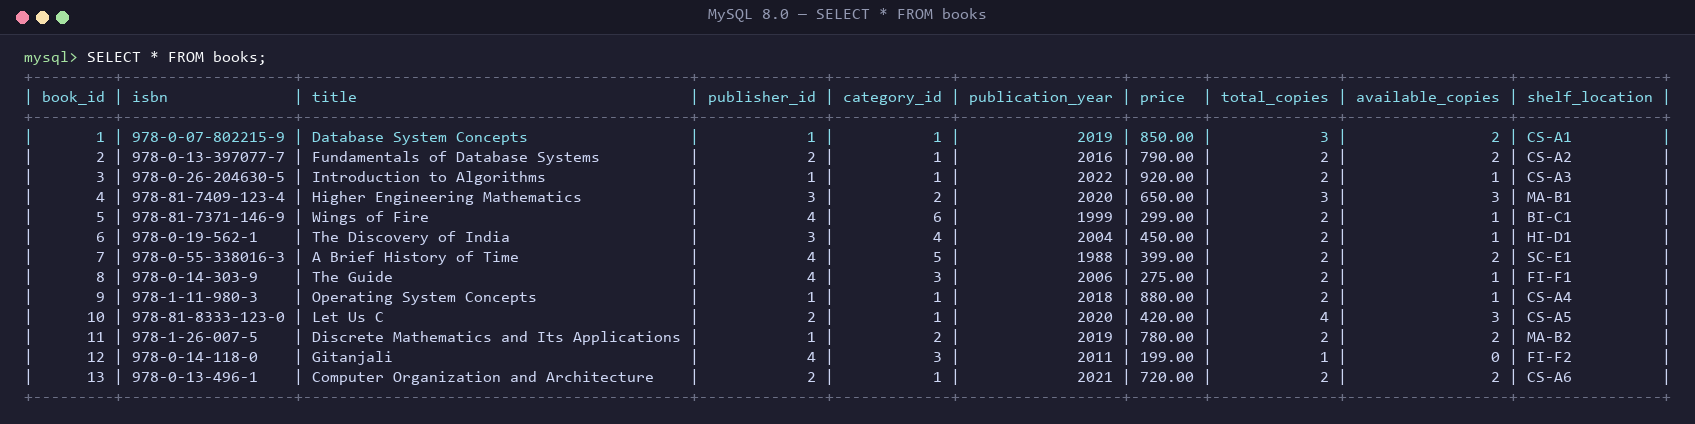 MySQL 8.0 — SELECT * FROM books
mysql> SELECT * FROM books;
+---------+-------------------+-------------------------------------------+--------------+-------------+------------------+--------+--------------+------------------+----------------+
| book_id | isbn              | title                                     | publisher_id | category_id | publication_year | price  | total_copies | available_copies | shelf_location |
+---------+-------------------+-------------------------------------------+--------------+-------------+------------------+--------+--------------+------------------+----------------+
|       1 | 978-0-07-802215-9 | Database System Concepts                  |            1 |           1 |             2019 | 850.00 |            3 |                2 | CS-A1          |
|       2 | 978-0-13-397077-7 | Fundamentals of Database Systems          |            2 |           1 |             2016 | 790.00 |            2 |                2 | CS-A2          |
|       3 | 978-0-26-204630-5 | Introduction to Algorithms                |            1 |           1 |             2022 | 920.00 |            2 |                1 | CS-A3          |
|       4 | 978-81-7409-123-4 | Higher Engineering Mathematics            |            3 |           2 |             2020 | 650.00 |            3 |                3 | MA-B1          |
|       5 | 978-81-7371-146-9 | Wings of Fire                             |            4 |           6 |             1999 | 299.00 |            2 |                1 | BI-C1          |
|       6 | 978-0-19-562-1    | The Discovery of India                    |            3 |           4 |             2004 | 450.00 |            2 |                1 | HI-D1          |
|       7 | 978-0-55-338016-3 | A Brief History of Time                   |            4 |           5 |             1988 | 399.00 |            2 |                2 | SC-E1          |
|       8 | 978-0-14-303-9    | The Guide                                 |            4 |           3 |             2006 | 275.00 |            2 |                1 | FI-F1          |
|       9 | 978-1-11-980-3    | Operating System Concepts                 |            1 |           1 |             2018 | 880.00 |            2 |                1 | CS-A4          |
|      10 | 978-81-8333-123-0 | Let Us C                                  |            2 |           1 |             2020 | 420.00 |            4 |                3 | CS-A5          |
|      11 | 978-1-26-007-5    | Discrete Mathematics and Its Applications |            1 |           2 |             2019 | 780.00 |            2 |                2 | MA-B2          |
|      12 | 978-0-14-118-0    | Gitanjali                                 |            4 |           3 |             2011 | 199.00 |            1 |                0 | FI-F2          |
|      13 | 978-0-13-496-1    | Computer Organization and Architecture    |            2 |           1 |             2021 | 720.00 |            2 |                2 | CS-A6          |
+---------+-------------------+-------------------------------------------+--------------+-------------+------------------+--------+--------------+------------------+----------------+